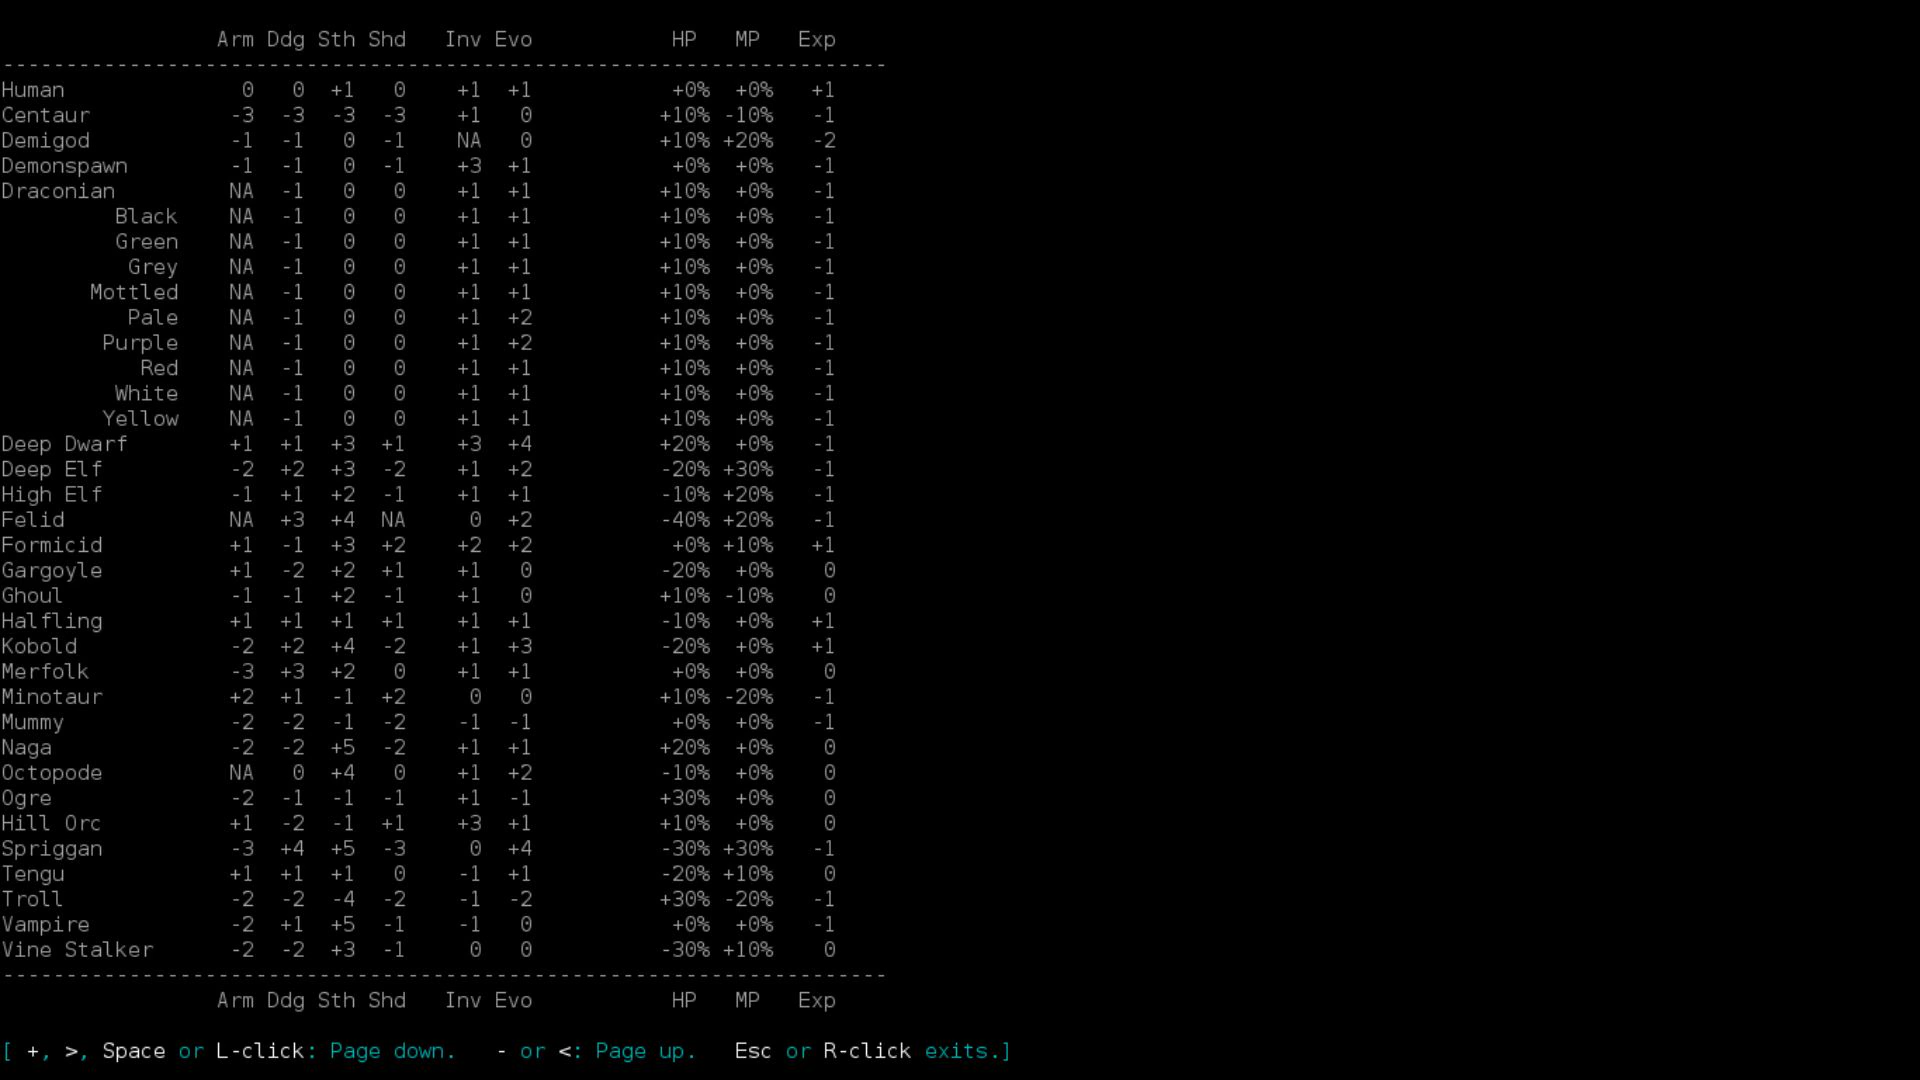 Arm Ddg Sth Shd Inv Evo HP MP Exp
----------------------------------------------------------------------
Human 0 0 +1 0 +1 +1 +0% +0% +1
Centaur -3 -3 -3 -3 +1 0 +10% -10% -1
Demigod -1 -1 0 -1 NA 0 +10% +20% -2
Demonspawn -1 -1 0 -1 +3 +1 +0% +0% -1
Draconian NA -1 0 0 +1 +1 +10% +0% -1
Black NA -1 0 0 +1 +1 +10% +0% -1
Green NA -1 0 0 +1 +1 +10% +0% -1
Grey NA -1 0 0 +1 +1 +10% +0% -1
Mottled NA -1 0 0 +1 +1 +10% +0% -1
Pale NA -1 0 0 +1 +2 +10% +0% -1
Purple NA -1 0 0 +1 +2 +10% +0% -1
Red NA -1 0 0 +1 +1 +10% +0% -1
White NA -1 0 0 +1 +1 +10% +0% -1
Yellow NA -1 0 0 +1 +1 +10% +0% -1
Deep Dwarf +1 +1 +3 +1 +3 +4 +20% +0% -1
Deep Elf -2 +2 +3 -2 +1 +2 -20% +30% -1
High Elf -1 +1 +2 -1 +1 +1 -10% +20% -1
Felid NA +3 +4 NA 0 +2 -40% +20% -1
Formicid +1 -1 +3 +2 +2 +2 +0% +10% +1
Gargoyle +1 -2 +2 +1 +1 0 -20% +0% 0
Ghoul -1 -1 +2 -1 +1 0 +10% -10% 0
Halfling +1 +1 +1 +1 +1 +1 -10% +0% +1
Kobold -2 +2 +4 -2 +1 +3 -20% +0% +1
Merfolk -3 +3 +2 0 +1 +1 +0% +0% 0
Minotaur +2 +1 -1 +2 0 0 +10% -20% -1
Mummy -2 -2 -1 -2 -1 -1 +0% +0% -1
Naga -2 -2 +5 -2 +1 +1 +20% +0% 0
Octopode NA 0 +4 0 +1 +2 -10% +0% 0
Ogre -2 -1 -1 -1 +1 -1 +30% +0% 0
Hill Orc +1 -2 -1 +1 +3 +1 +10% +0% 0
Spriggan -3 +4 +5 -3 0 +4 -30% +30% -1
Tengu +1 +1 +1 0 -1 +1 -20% +10% 0
Troll -2 -2 -4 -2 -1 -2 +30% -20% -1
Vampire -2 +1 +5 -1 -1 0 +0% +0% -1
Vine Stalker -2 -2 +3 -1 0 0 -30% +10% 0
----------------------------------------------------------------------
Arm Ddg Sth Shd Inv Evo HP MP Exp
[ +, >, Space or L-click: Page down. - or <: Page up. Esc or R-click exits.]